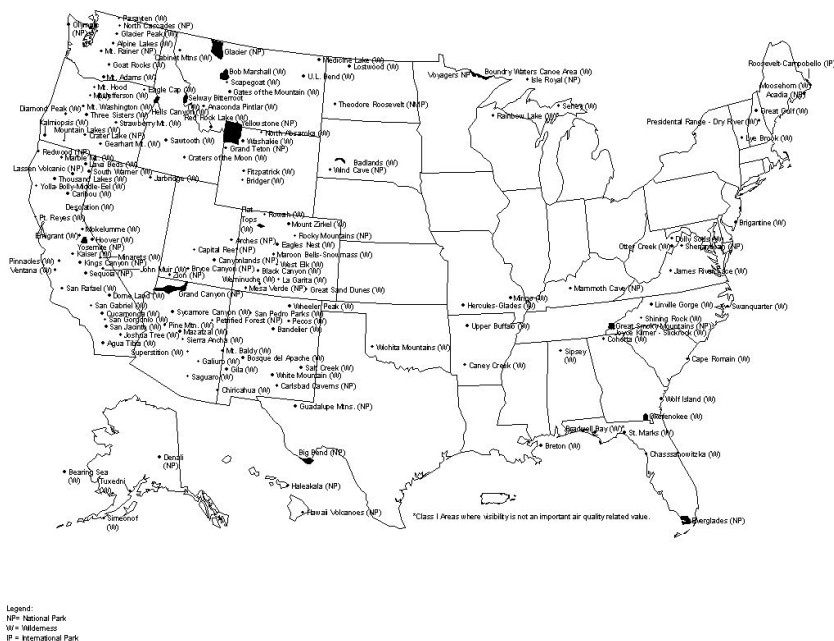 Pasayten (W)
Olympic
(NP)
North Cascades (NP)
Glacier Peak (W)
Alpine Lakes (W)
Mt. Rainer (NP)
Goat Rocks (W)
Mt. Adams (W)
Cabinet Mtns (W)
Glacier (NP)
Bob Marshall (W)
Scapegoat (W)
Gates of the Mountain (W)
Medicine Lake (W)
Lostwood (W)
U.L. Bend (W)
Theodore Roosevelt (NMP)
Voyagers NP
Boundry Waters Canoe Area (W)
Isle Royal (NP)
Seney (W)
Rainbow Lake (W)
Roosevelt-Campobello (IP)
Moosehorn (W)
Acadia (NP)
Great Gulf (W)
Presidential Range - Dry River (W)
Lye Brook (W)
Mt. Hood
(W)
Mt. Jefferson (W)
Eagle Cap (W)
Selway Bitterroot
(W)
Anaconda Pintlar (W)
Hells Canyon (W)
Red Rock Lake (W)
Diamond Peak (W)
Mt. Washington (W)
Three Sisters (W)
Strawberry Mt. (W)
Kalmiopsis (W)
Mountain Lakes (W)
Crater Lake (NP)
Gearhart Mt. (W)
Sawtooth (W)
Yellowstone (NP)
North Absaroka (W)
Washakie (W)
Grand Teton (NP)
Redwood (NP)
Marble Mt. (W)
Lava Beds (W)
Lassen Volcanic (NP)
South Warner (W)
Thousand Lakes (W)
Yolla-Bolly-Middle-Eel (W)
Caribou (W)
Jarbridge (W)
Craters of the Moon (W)
Fitzpatrick (W)
Bridger (W)
Badlands (W)
Wind Cave (NP)
Desolation (W)
Pt. Reyes (W)
Mokelumne (W)
Emigrant (W)
Hoover (W)
Yosemite (NP)
Kaiser (W)
Minarets (W)
Pinnacles (W)
Kings Canyon (NP)
Ventana (W)
Sequoia (NP)
John Muir (W)
Flat
Tops
(W)
Rawah (W)
Mount Zirkel (W)
Rocky Mountains (NP)
Arches (NP)
Eagles Nest (W)
Capital Reef (NP)
Maroon Bells-Snowmass (W)
Canyonlands (NP)
West Elk (W)
Bryce Canyon (NP)
Black Canyon (W)
Zion (NP)
Weminuche (W)
La Garita (W)
Mesa Verde (NP)
Great Sand Dunes (W)
Brigantine (W)
Dolly Sods (W)
Otter Creek (W)
Shenandoah (NP)
James River Face (W)
San Rafael (W)
Dome Land (W)
Grand Canyon (NP)
San Gabriel (W)
Cucamonga (W)
San Gorgonio (W)
San Jacinto (W)
Joshua Tree (W)
Agua Tibia (W)
Sycamore Canyon (W)
Pine Mtn. (W)
Petrified Forest (NP)
Mazatzal (W)
Sierra Ancha (W)
Superstition (W)
Galiuro (W)
Saguaro (W)
Chiricahua (W)
Wheeler Peak (W)
San Pedro Parks (W)
Pecos (W)
Bandelier (W)
Mt. Baldy (W)
Bosque del Apache (W)
Gila (W)
Salt Creek (W)
White Mountain (W)
Carlsbad Caverns (NP)
Guadalupe Mtns. (NP)
Wichita Mountains (W)
Mingo (W)
Hercules-Glades (W)
Upper Buffalo (W)
Caney Creek (W)
Mammoth Cave (NP)
Linville Gorge (W)
Swanquarter (W)
Shining Rock (W)
Great Smoky Mountains (NP)
Joyce Kilmer - Slickrock (W)
Cohotta (W)
Sipsey
(W)
Cape Romain (W)
Wolf Island (W)
Okefenokee (W)
Bradwell Bay (W)*
St. Marks (W)
Breton (W)
Chassahowitzka (W)
Everglades (NP)
Big Bend (NP)
Denali
(NP)
Bearing Sea
(W)
Tuxedni
(W)
Simeonof
(W)
Haleakala (NP)
Hawaii Volcanoes (NP)
*Class I Areas where visibility is not an important air quality related value.
Legend:
NP= National Park
W = Wilderness
IP = International Park